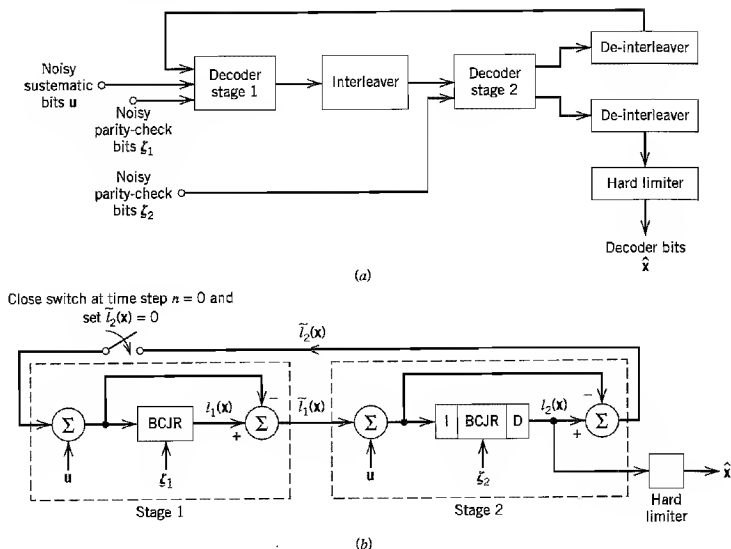 Noisy
sustematic
bits u
Noisy
parity-check
bits ζ1
Noisy
parity-check
bits ζ2
Decoder
stage 1
Interleaver
Decoder
stage 2
De-interleaver
De-interleaver
Hard limiter
Decoder bits
x̂
(a)
Close switch at time step n = 0 and
set l̃2(x) = 0
l̃2(x)
Σ
BCJR
l1(x)
−
+
Σ
l̃1(x)
u
ζ1
Stage 1
Σ
I BCJR D
l2(x)
−
+
Σ
u
ζ2
Stage 2
x̂
Hard
limiter
(b)